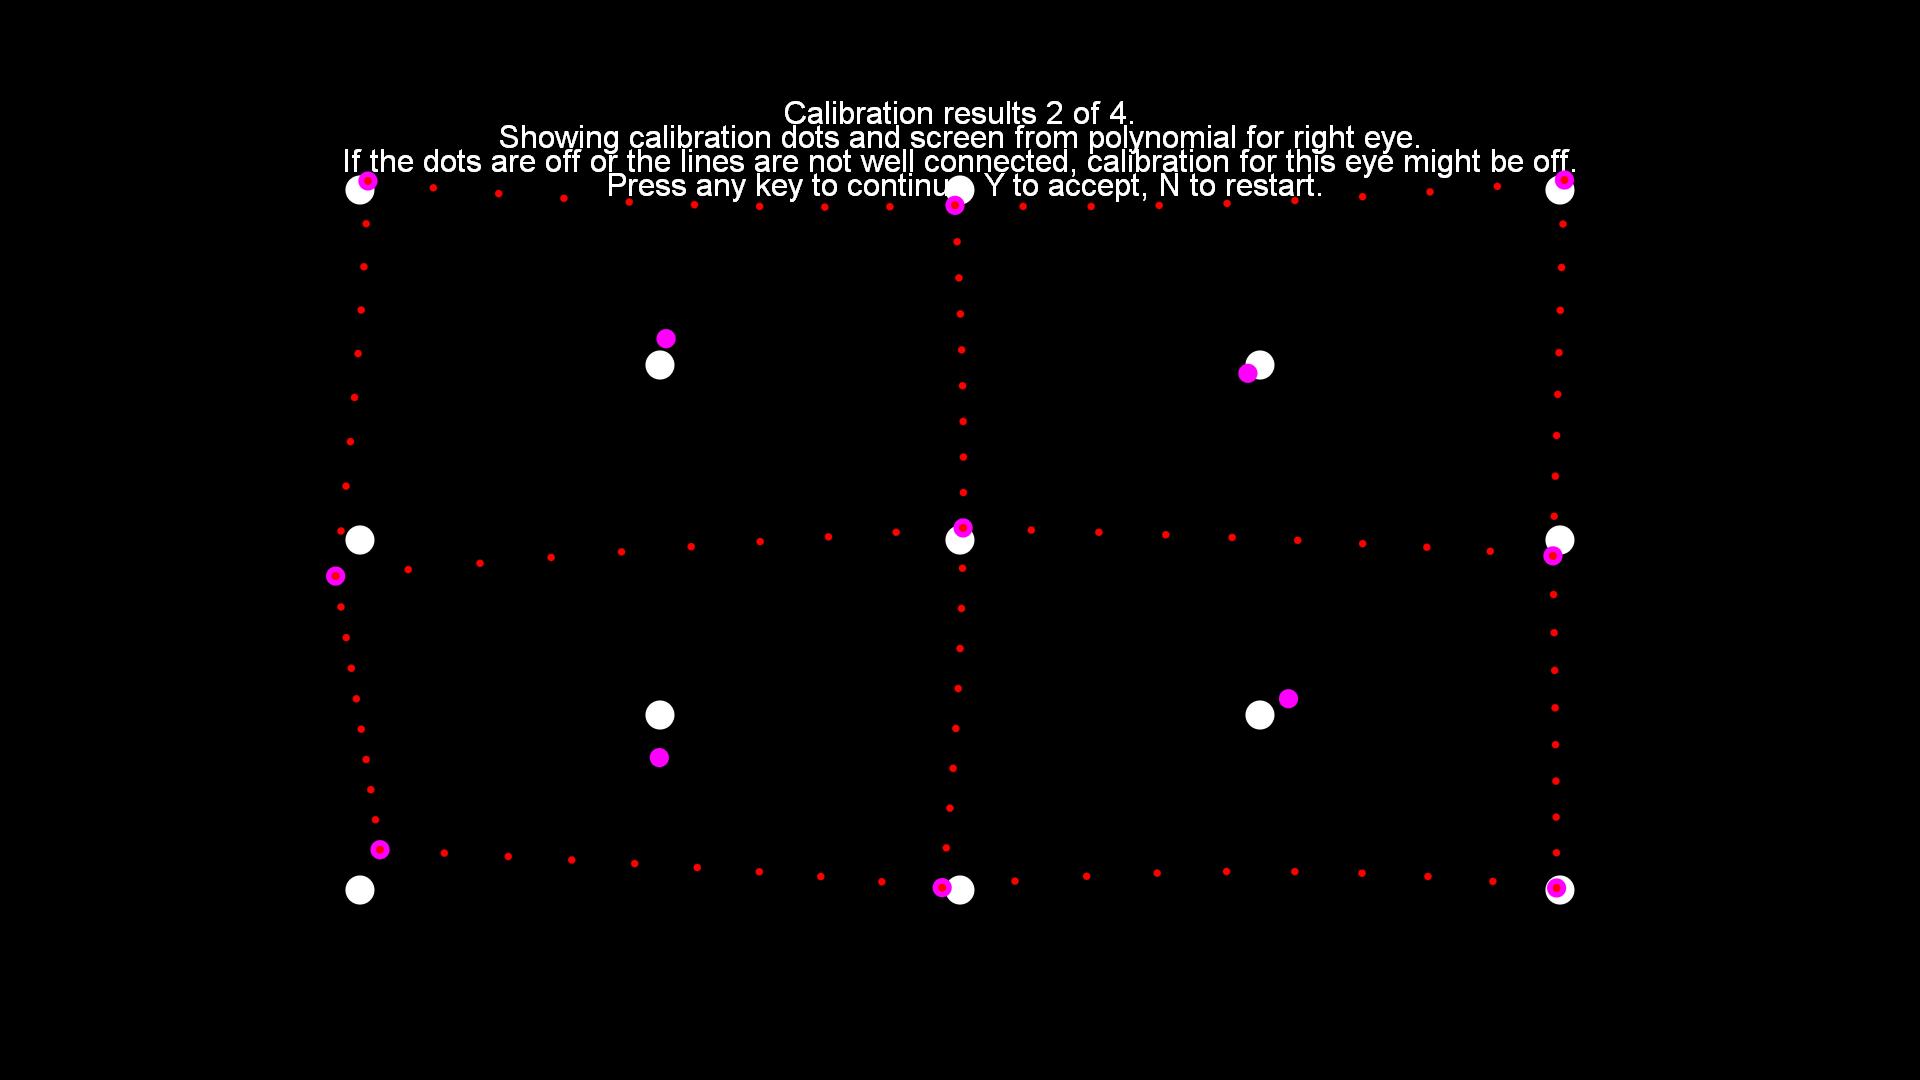 Calibration results 2 of 4.
Showing calibration dots and screen from polynomial for right eye.
If the dots are off or the lines are not well connected, calibration for this eye might be off.
Press any key to continu Y to accept, N to restart.